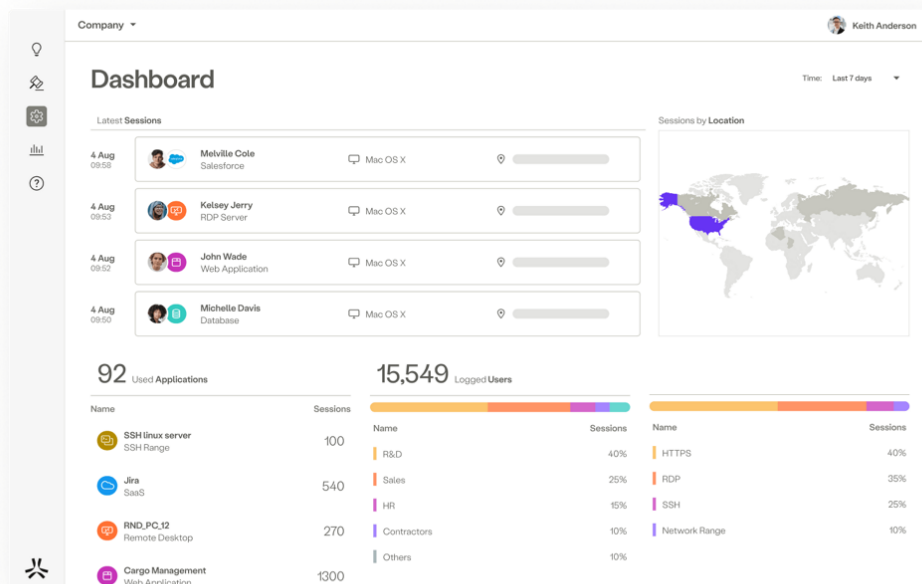 Company
Keith Anderson
Dashboard
Time: Last 7 days
Latest Sessions
4 Aug
09:58
Melville Cole
Salesforce
Mac OS X
4 Aug
09:53
Kelsey Jerry
RDP Server
Mac OS X
4 Aug
09:52
John Wade
Web Application
Mac OS X
4 Aug
09:50
Michelle Davis
Database
Mac OS X
Sessions by Location
92 Used Applications
Name Sessions
SSH linux server
SSH Range
100
Jira
SaaS
540
RND_PC_12
Remote Desktop
270
Cargo Management
Web Application
1300
15,549 Logged Users
Name Sessions
R&D 40%
Sales 25%
HR 15%
Contractors 10%
Others 10%
Name Sessions
HTTPS 40%
RDP 35%
SSH 25%
Network Range 10%